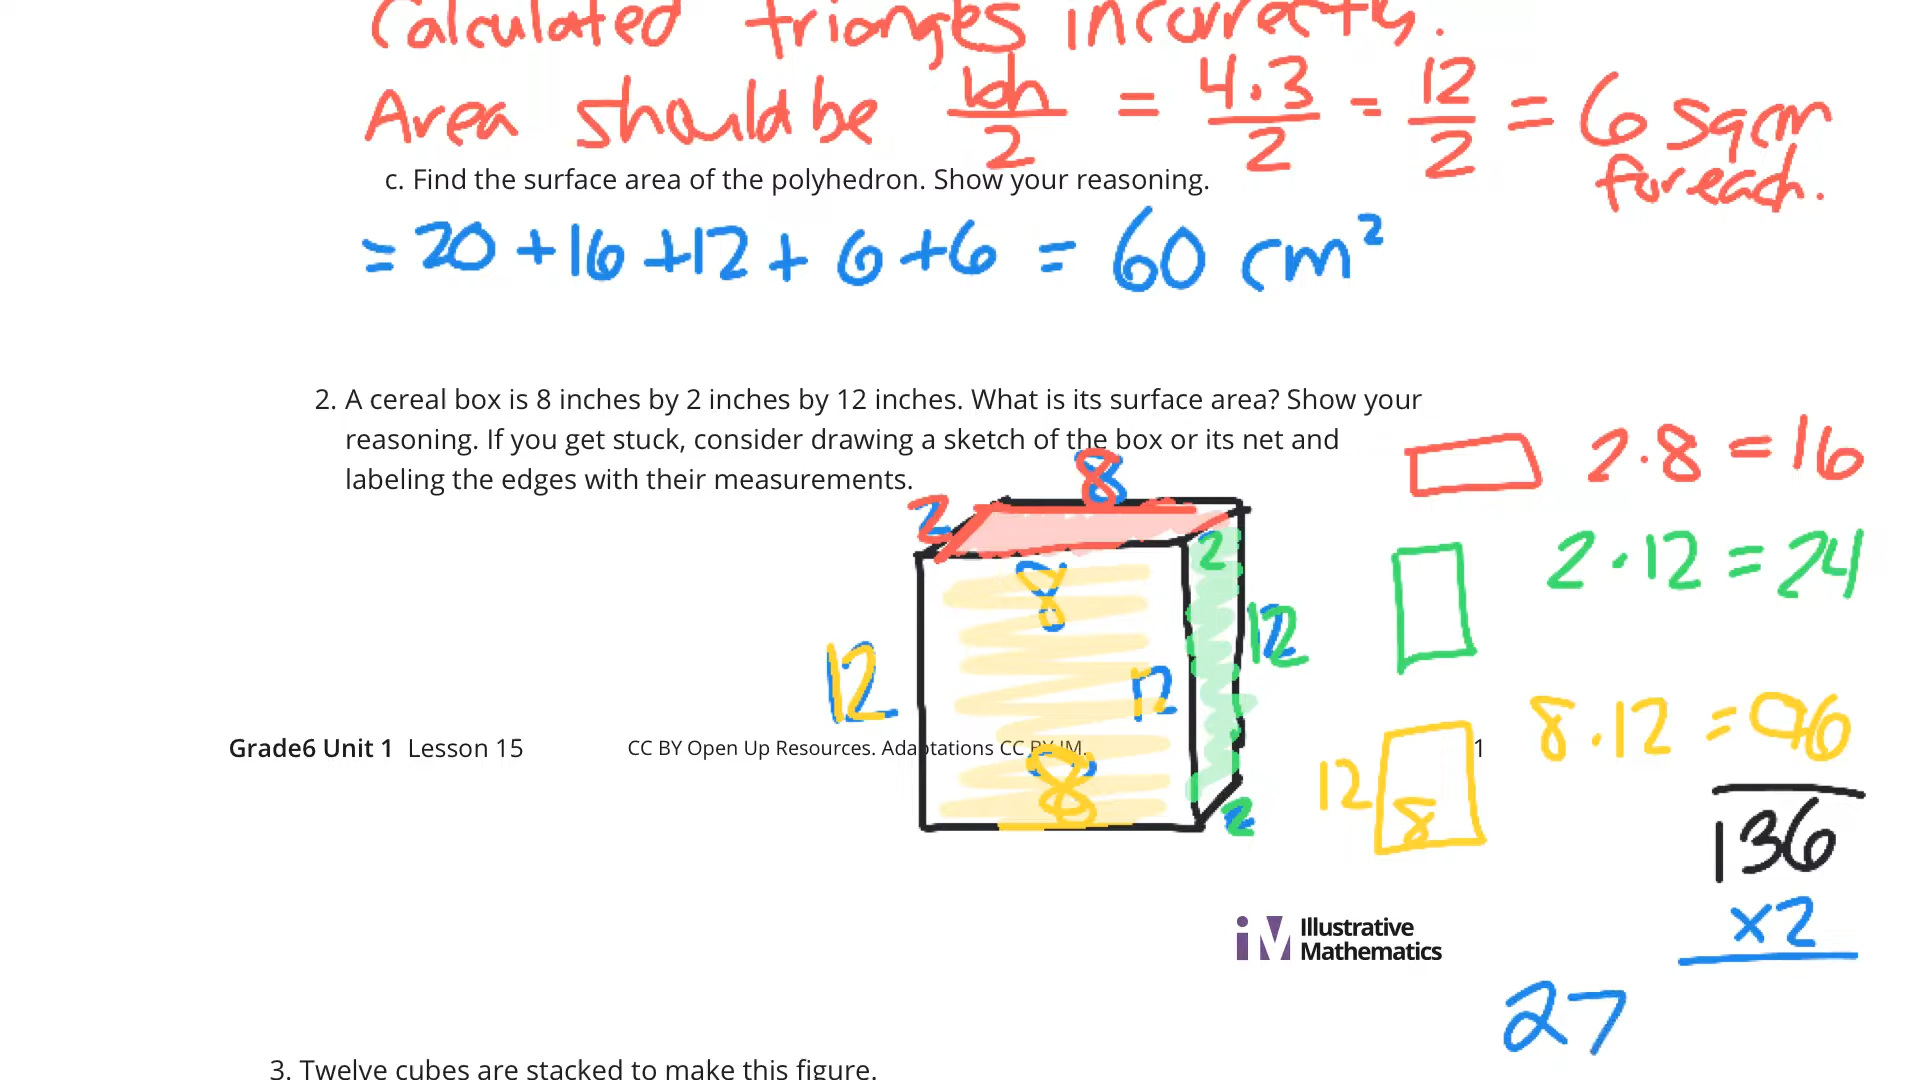 Calculated triangles incorrectly.
Area should be bh/2 = 4·3/2 = 12/2 = 6 sq cm
for each.
c. Find the surface area of the polyhedron. Show your reasoning.
= 20 + 16 + 12 + 6 + 6 = 60 cm²
2. A cereal box is 8 inches by 2 inches by 12 inches. What is its surface area? Show your
reasoning. If you get stuck, consider drawing a sketch of the box or its net and
labeling the edges with their measurements.
8
2
2
8
12
12
12
8
2
2·8 = 16
2·12 = 24
8·12 = 96
12
8
136
x2
27
Grade6 Unit 1 Lesson 15
CC BY Open Up Resources. Adaptations CC BY IM.
1
Illustrative
Mathematics
3. Twelve cubes are stacked to make this figure.